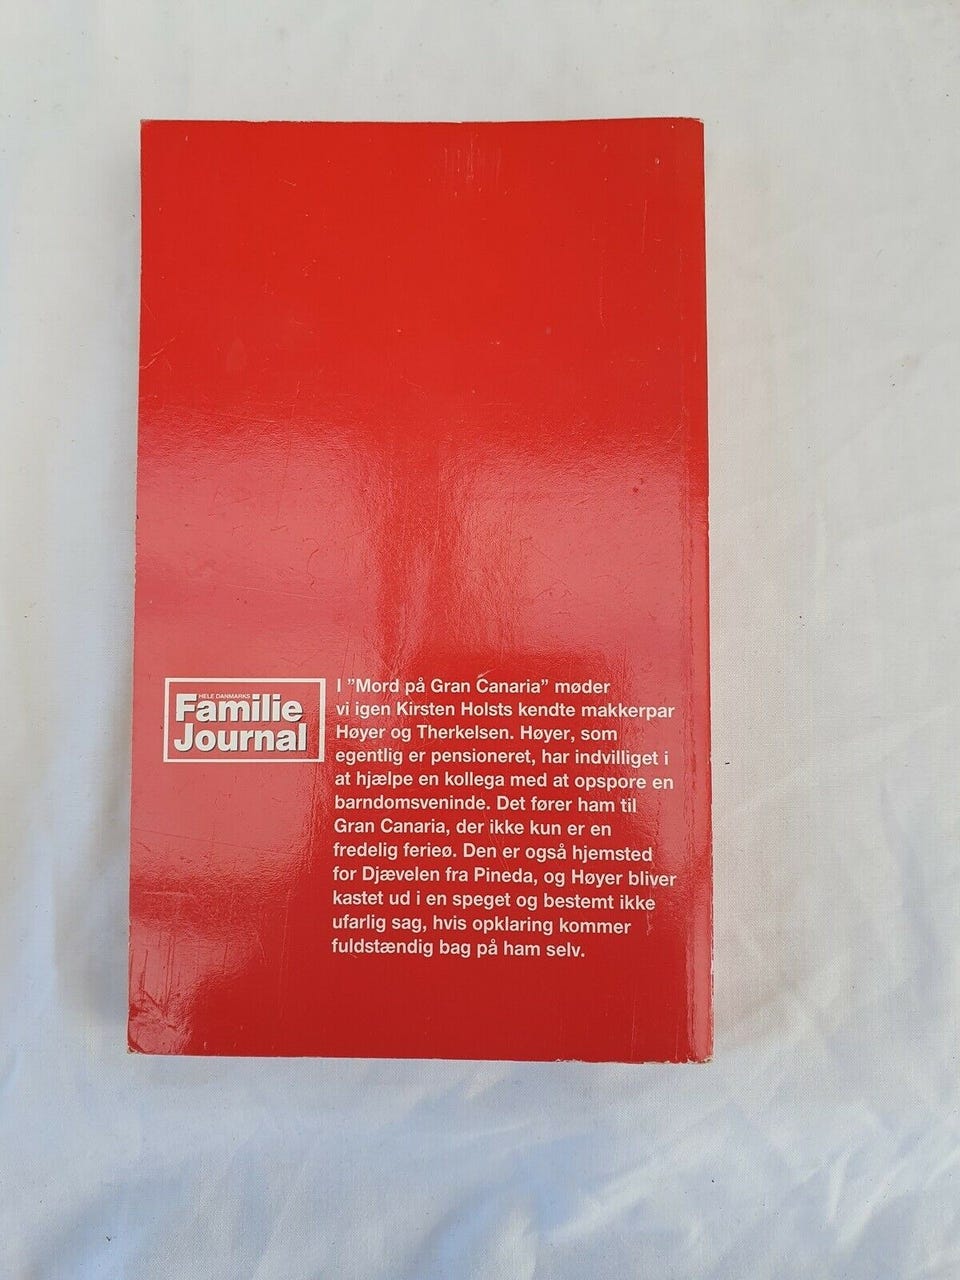 HELE DANMARKS
Familie
Journal
I ”Mord på Gran Canaria” møder
vi igen Kirsten Holsts kendte makkerpar
Høyer og Therkelsen. Høyer, som
egentlig er pensioneret, har indvilliget i
at hjælpe en kollega med at opspore en
barndomsveninde. Det fører ham til
Gran Canaria, der ikke kun er en
fredelig ferieø. Den er også hjemsted
for Djævelen fra Pineda, og Høyer bliver
kastet ud i en speget og bestemt ikke
ufarlig sag, hvis opklaring kommer
fuldstændig bag på ham selv.